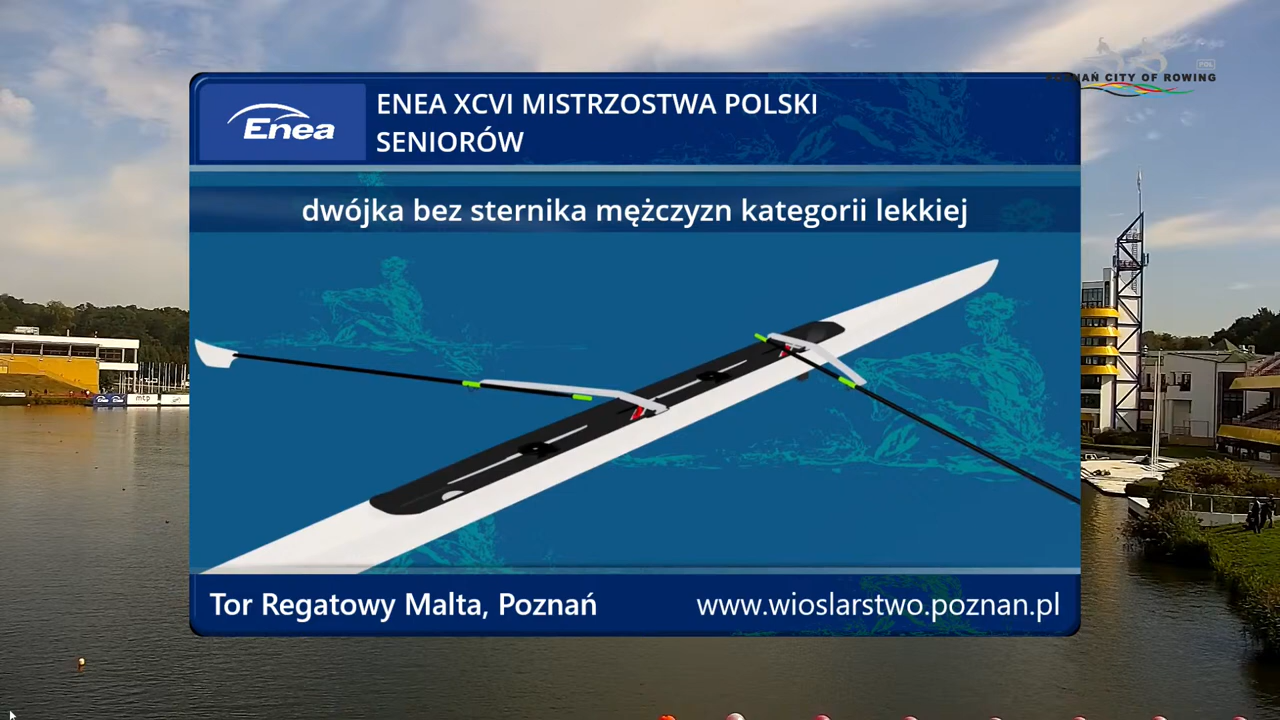 Enea
ENEA XCVI MISTRZOSTWA POLSKI
SENIORÓW
CITY OF ROWING
dwójka bez sternika mężczyzn kategorii lekkiej
mtp
Tor Regatowy Malta, Poznań
www.wioslarstwo.poznan.pl